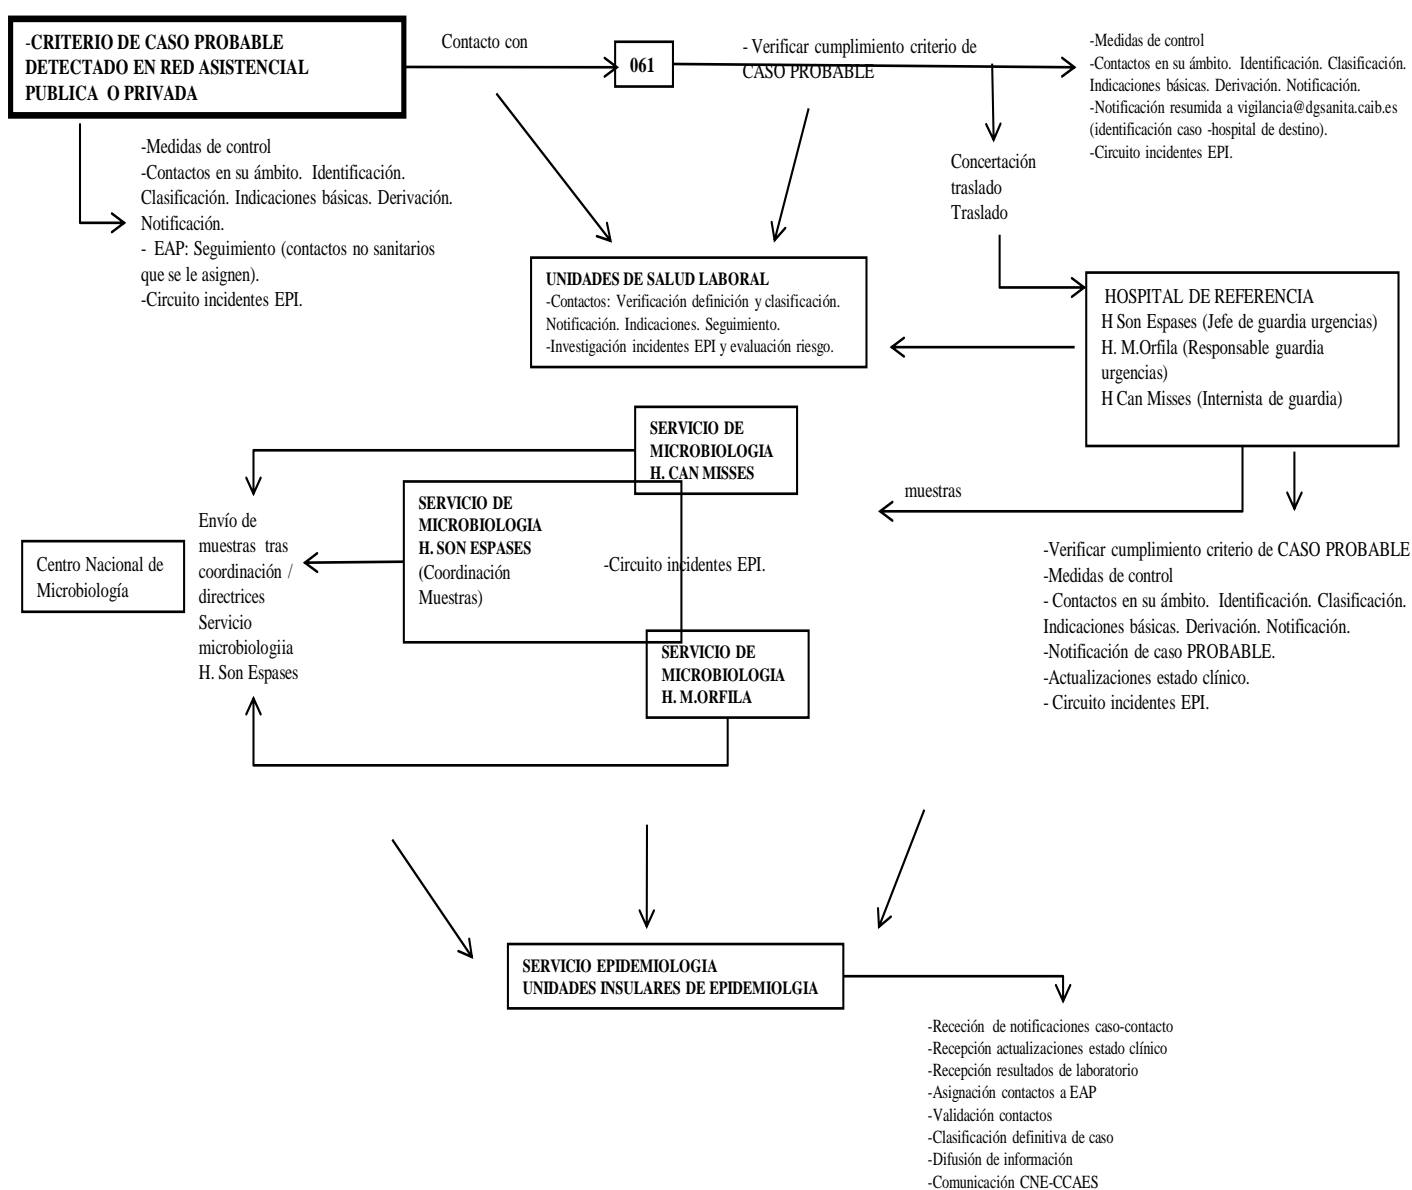 -CRITERIO DE CASO PROBABLE
DETECTADO EN RED ASISTENCIAL
PUBLICA O PRIVADA
Contacto con
061
- Verificar cumplimiento criterio de
CASO PROBABLE
-Medidas de control
-Contactos en su ámbito. Identificación. Clasificación.
Indicaciones básicas. Derivación. Notificación.
-Notificación resumida a vigilancia@dgsanita.caib.es
(identificación caso -hospital de destino).
-Circuito incidentes EPI.
-Medidas de control
-Contactos en su ámbito. Identificación.
Clasificación. Indicaciones básicas. Derivación.
Notificación.
- EAP: Seguimiento (contactos no sanitarios
que se le asignen).
-Circuito incidentes EPI.
Concertación
traslado
Traslado
UNIDADES DE SALUD LABORAL
-Contactos: Verificación definición y clasificación.
Notificación. Indicaciones. Seguimiento.
-Investigación incidentes EPI y evaluación riesgo.
HOSPITAL DE REFERENCIA
H Son Espases (Jefe de guardia urgencias)
H. M.Orfila (Responsable guardia
urgencias)
H Can Misses (Internista de guardia)
SERVICIO DE
MICROBIOLOGIA
H. CAN MISSES
muestras
SERVICIO DE
MICROBIOLOGIA
H. SON ESPASES
(Coordinación
Muestras)
-Circuito incidentes EPI.
Envío de
muestras tras
coordinación /
directrices
Servicio
microbiologiia
H. Son Espases
Centro Nacional de
Microbiología
SERVICIO DE
MICROBIOLOGIA
H. M.ORFILA
-Verificar cumplimiento criterio de CASO PROBABLE
-Medidas de control
- Contactos en su ámbito. Identificación. Clasificación.
Indicaciones básicas. Derivación. Notificación.
-Notificación de caso PROBABLE.
-Actualizaciones estado clínico.
- Circuito incidentes EPI.
SERVICIO EPIDEMIOLOGIA
UNIDADES INSULARES DE EPIDEMIOLGIA
-Receción de notificaciones caso-contacto
-Recepción actualizaciones estado clínico
-Recepción resultados de laboratorio
-Asignación contactos a EAP
-Validación contactos
-Clasificación definitiva de caso
-Difusión de información
-Comunicación CNE-CCAES